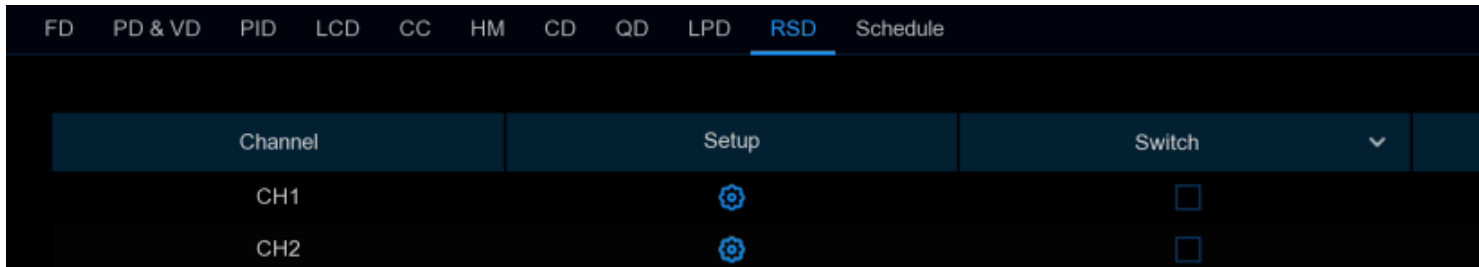 FD PD & VD PID LCD CC HM CD QD LPD RSD Schedule
Channel Setup Switch
CH1
CH2